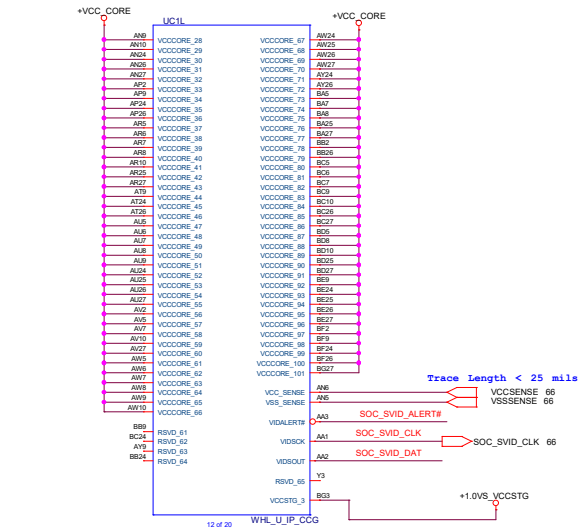 +VCC_CORE +VCC_CORE
UC1L
AN9 VCCCORE_28 VCCCORE_67 AW24
AN10 VCCCORE_29 VCCCORE_68 AW25
AN24 VCCCORE_30 VCCCORE_69 AW26
AN26 VCCCORE_31 VCCCORE_70 AW27
AN27 VCCCORE_32 VCCCORE_71 AY24
AP2 VCCCORE_33 VCCCORE_72 AY26
AP9 VCCCORE_34 VCCCORE_73 BA5
AP24 VCCCORE_35 VCCCORE_74 BA7
AP26 VCCCORE_36 VCCCORE_75 BA8
AR5 VCCCORE_37 VCCCORE_76 BA25
AR6 VCCCORE_38 VCCCORE_77 BA27
AR7 VCCCORE_39 VCCCORE_78 BB2
AR8 VCCCORE_40 VCCCORE_79 BB26
AR10 VCCCORE_41 VCCCORE_80 BC5
AR25 VCCCORE_42 VCCCORE_81 BC6
AR27 VCCCORE_43 VCCCORE_82 BC7
AT9 VCCCORE_44 VCCCORE_83 BC9
AT24 VCCCORE_45 VCCCORE_84 BC10
AT26 VCCCORE_46 VCCCORE_85 BC26
AU5 VCCCORE_47 VCCCORE_86 BC27
AU6 VCCCORE_48 VCCCORE_87 BD5
AU7 VCCCORE_49 VCCCORE_88 BD8
AU8 VCCCORE_50 VCCCORE_89 BD10
AU9 VCCCORE_51 VCCCORE_90 BD25
AU24 VCCCORE_52 VCCCORE_91 BD27
AU25 VCCCORE_53 VCCCORE_92 BE9
AU26 VCCCORE_54 VCCCORE_93 BE24
AU27 VCCCORE_55 VCCCORE_94 BE25
AV2 VCCCORE_56 VCCCORE_95 BE26
AV5 VCCCORE_57 VCCCORE_96 BE27
AV7 VCCCORE_58 VCCCORE_97 BF2
AV10 VCCCORE_59 VCCCORE_98 BF9
AV27 VCCCORE_60 VCCCORE_99 BF24
AW5 VCCCORE_61 VCCCORE_100 BF26
AW6 VCCCORE_62 VCCCORE_101 BG27
AW7 VCCCORE_63
AW8 VCCCORE_64
AW9 VCCCORE_65
AW10 VCCCORE_66
Trace Length < 25 mils
VCC_SENSE AN6 VCCSENSE 66
VSS_SENSE AN5 VSSSENSE 66
VIDALERT# AA3 SOC_SVID_ALERT#
BB9 RSVD_61
BC24 RSVD_62
VIDSCK AA1 SOC_SVID_CLK SOC_SVID_CLK 66
AY9 RSVD_63
BB24 RSVD_64
VIDSOUT AA2 SOC_SVID_DAT
RSVD_65 Y3
VCCSTG_3 BG3 +1.0VS_VCCSTG
12 of 20 WHL_U_IP_CCG